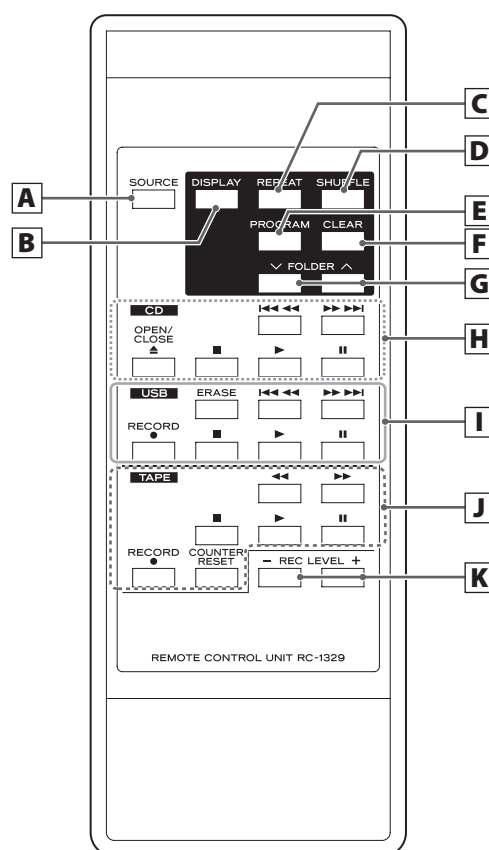 C
D
SOURCE DISPLAY REPEAT SHUFFLE
A
E
B
PROGRAM CLEAR
F
FOLDER
G
CD
OPEN/
CLOSE
H
USB ERASE
RECORD
I
TAPE
J
RECORD COUNTER
RESET
− REC LEVEL +
K
REMOTE CONTROL UNIT RC-1329